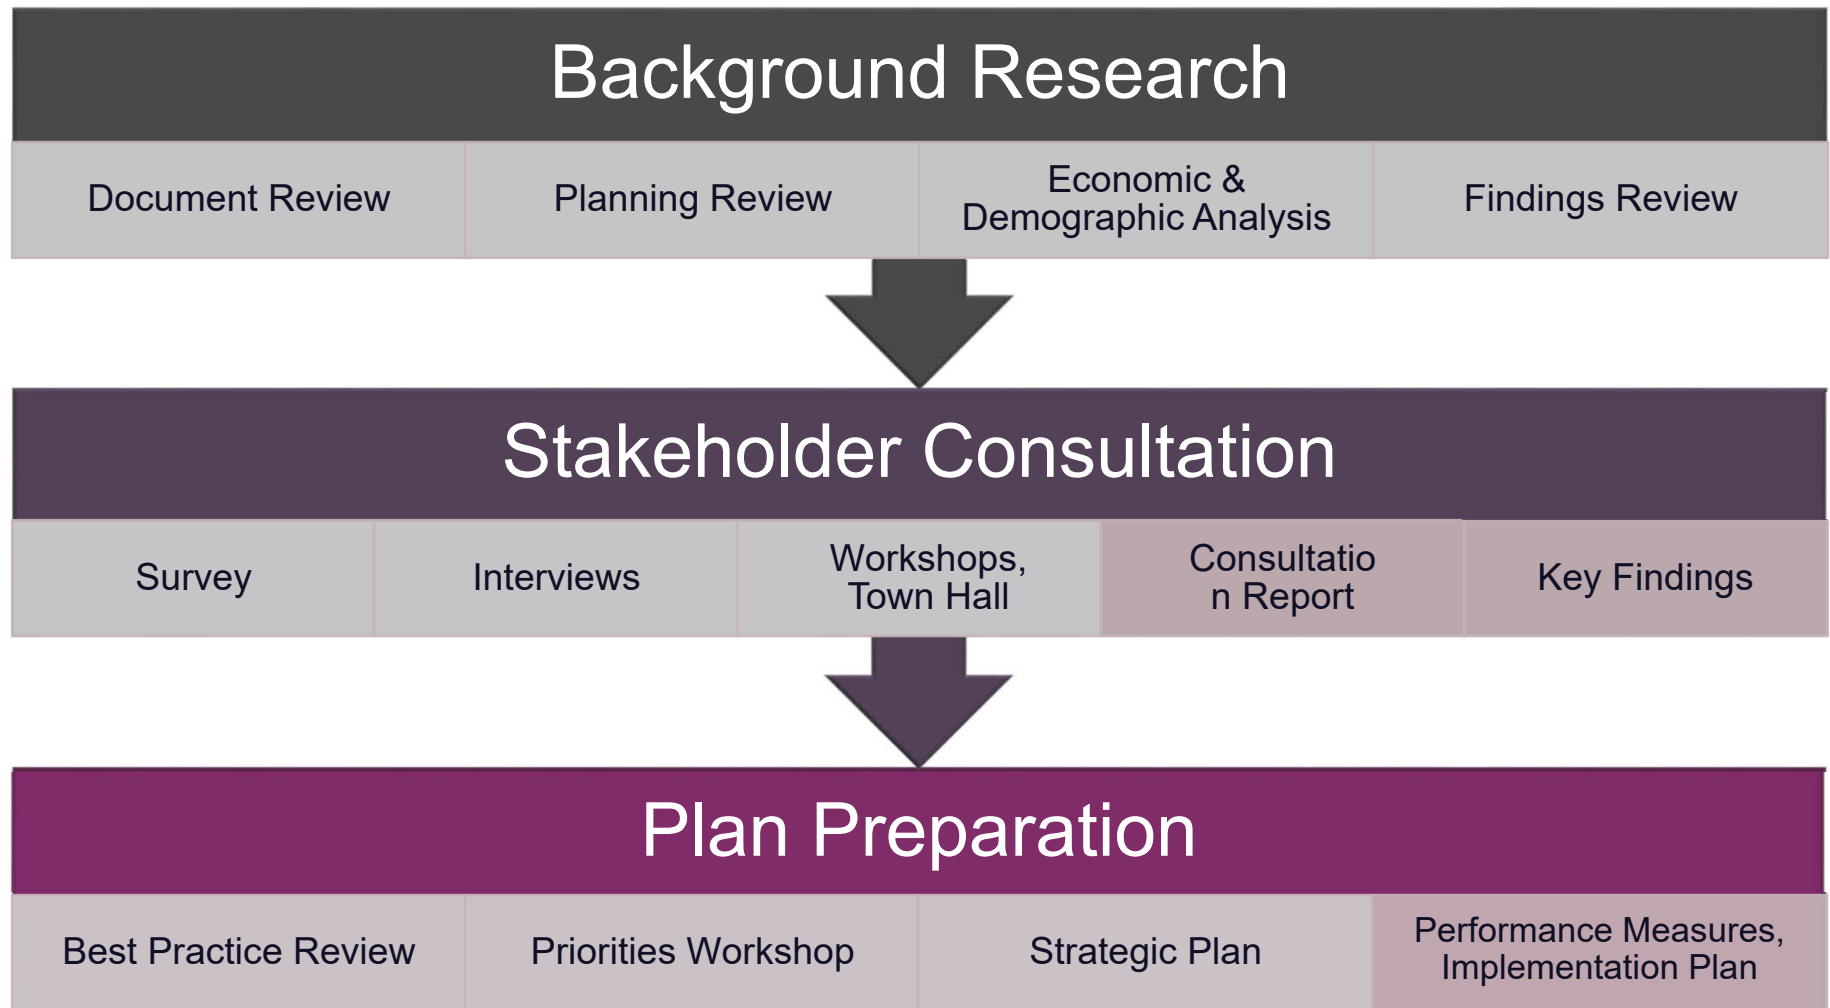 Background Research
Document Review
Planning Review
Economic &
Demographic Analysis
Findings Review
Stakeholder Consultation
Survey
Interviews
Workshops,
Town Hall
Consultatio
n Report
Key Findings
Plan Preparation
Best Practice Review
Priorities Workshop
Strategic Plan
Performance Measures,
Implementation Plan